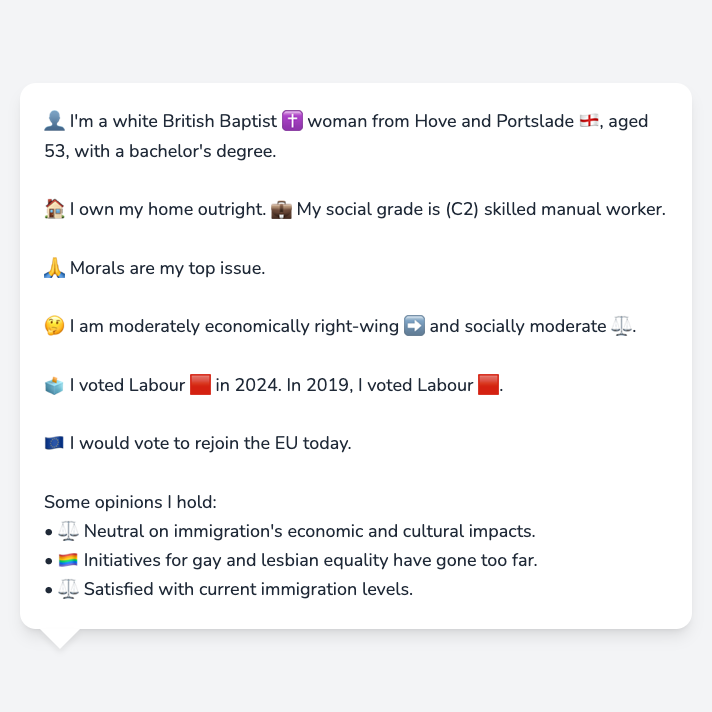 👤 I'm a white British Baptist ✝️ woman from Hove and Portslade 🏴󠁧󠁢󠁥󠁮󠁧󠁿, aged
53, with a bachelor's degree.
🏠 I own my home outright. 💼 My social grade is (C2) skilled manual worker.
🙏 Morals are my top issue.
🤔 I am moderately economically right-wing ➡️ and socially moderate ⚖️.
🗳️ I voted Labour 🟥 in 2024. In 2019, I voted Labour 🟥.
🇪🇺 I would vote to rejoin the EU today.
Some opinions I hold:
• ⚖️ Neutral on immigration's economic and cultural impacts.
• 🏳️‍🌈 Initiatives for gay and lesbian equality have gone too far.
• ⚖️ Satisfied with current immigration levels.